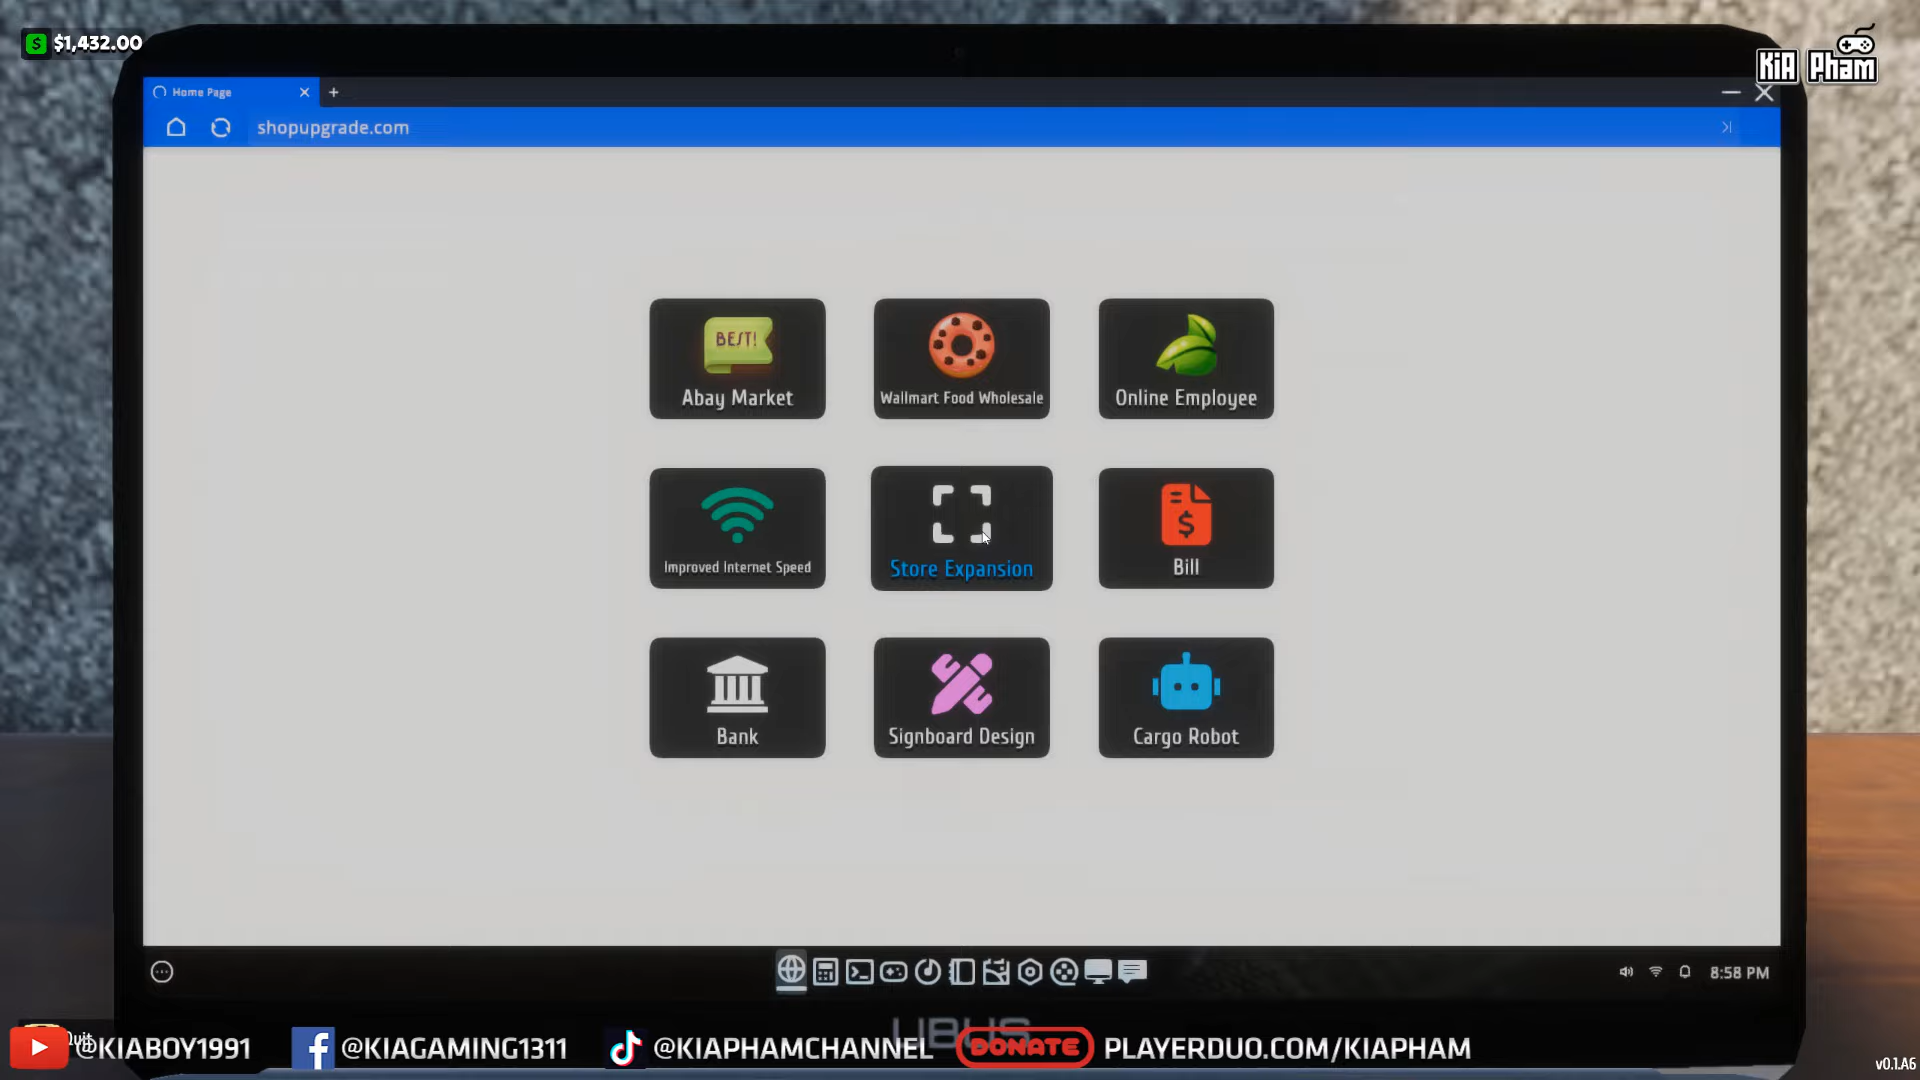 $ $1,432.00
KiA Pham
Home Page
shopupgrade.com
BEST!
Abay Market
Wallmart Food Wholesale
Online Employee
Improved Internet Speed
Store Expansion
$
Bill
Bank
Signboard Design
Cargo Robot
8:58 PM
Quit
@KIABOY1991
@KIAGAMING1311
@KIAPHAMCHANNEL
DONATE
PLAYERDUO.COM/KIAPHAM
v0.1.A6